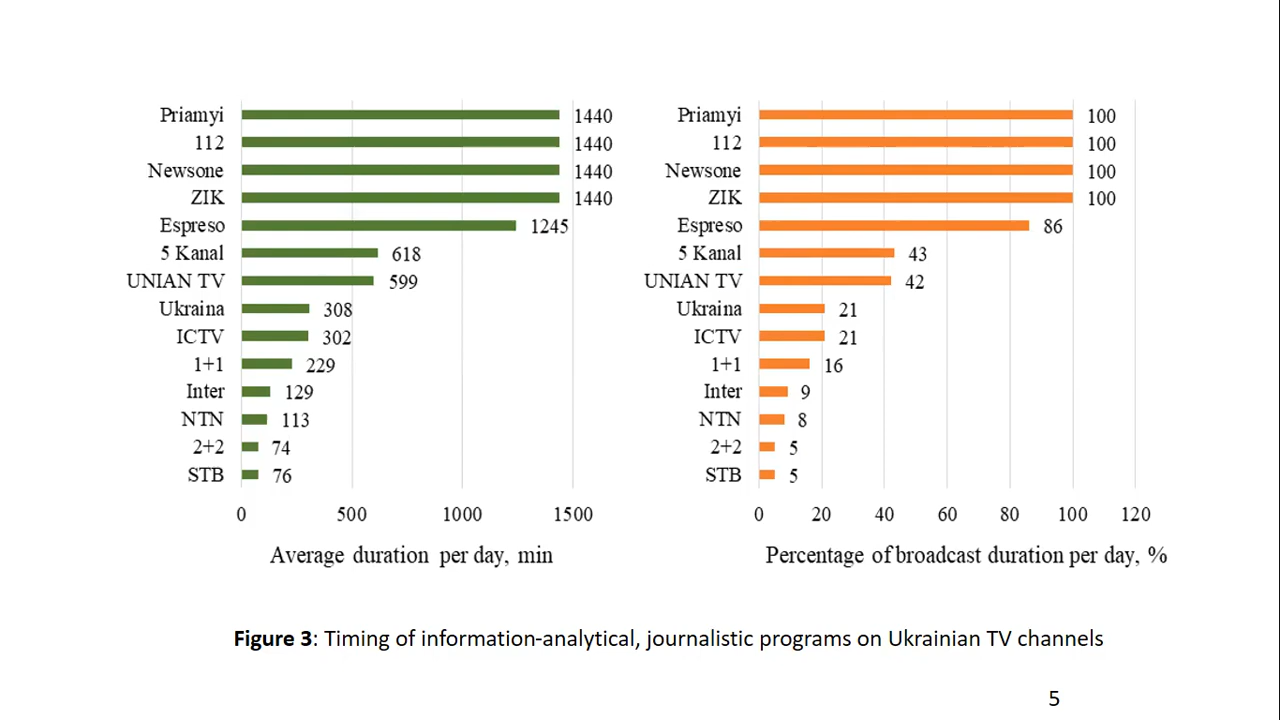 Priamyi 1440
112 1440
Newsone 1440
ZIK 1440
Espreso 1245
5 Kanal 618
UNIAN TV 599
Ukraina 308
ICTV 302
1+1 229
Inter 129
NTN 113
2+2 74
STB 76
0 500 1000 1500
Average duration per day, min
Priamyi 100
112 100
Newsone 100
ZIK 100
Espreso 86
5 Kanal 43
UNIAN TV 42
Ukraina 21
ICTV 21
1+1 16
Inter 9
NTN 8
2+2 5
STB 5
0 20 40 60 80 100 120
Percentage of broadcast duration per day, %
Figure 3: Timing of information-analytical, journalistic programs on Ukrainian TV channels
5